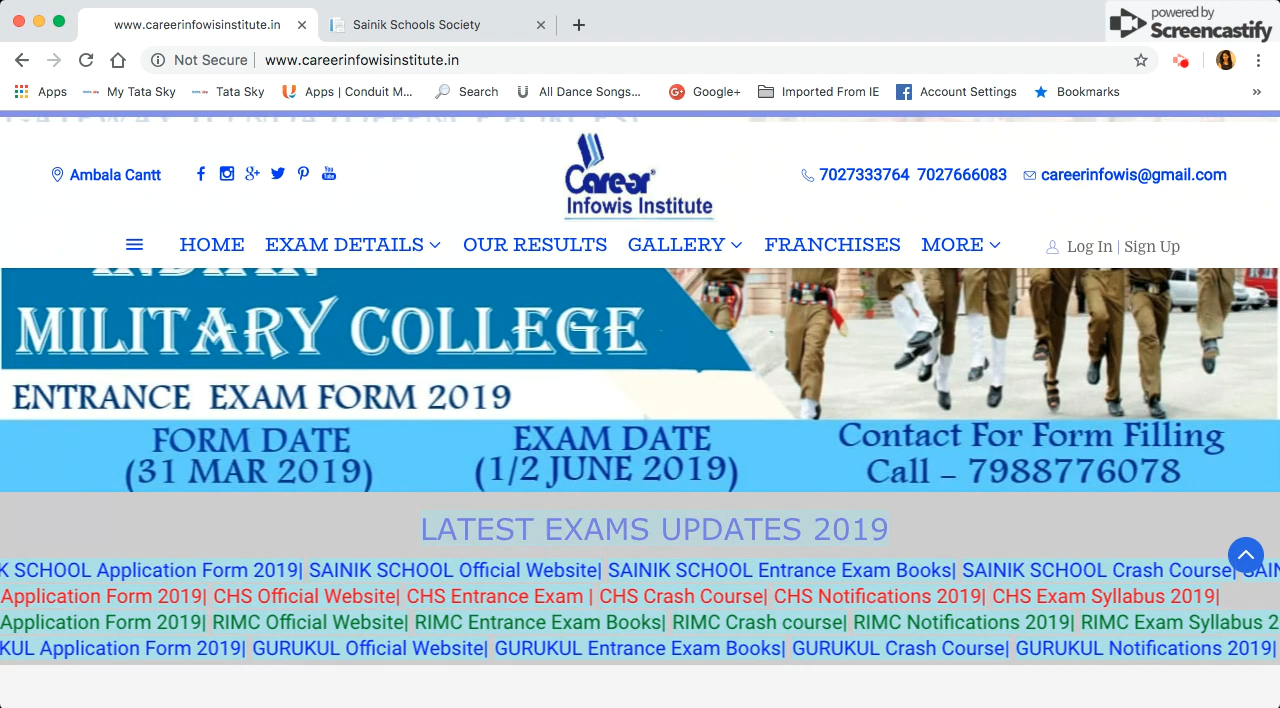 www.careerinfowisinstitute.in
Sainik Schools Society
powered by
Screencastify
Not Secure
www.careerinfowisinstitute.in
Apps
My Tata Sky
Tata Sky
Apps | Conduit M...
Search
All Dance Songs...
Google+
Imported From IE
Account Settings
Bookmarks
»
Ambala Cantt
Career
Infowis Institute
7027333764 7027666083
careerinfowis@gmail.com
HOME
EXAM DETAILS
OUR RESULTS
GALLERY
FRANCHISES
MORE
Log In | Sign Up
INDIAN
MILITARY COLLEGE
ENTRANCE EXAM FORM 2019
FORM DATE
(31 MAR 2019)
EXAM DATE
(1/2 JUNE 2019)
Contact For Form Filling
Call – 7988776078
LATEST EXAMS UPDATES 2019
K SCHOOL Application Form 2019| SAINIK SCHOOL Official Website| SAINIK SCHOOL Entrance Exam Books| SAINIK SCHOOL Crash Course|
Application Form 2019| CHS Official Website| CHS Entrance Exam | CHS Crash Course| CHS Notifications 2019| CHS Exam Syllabus 2019|
Application Form 2019| RIMC Official Website| RIMC Entrance Exam Books| RIMC Crash course| RIMC Notifications 2019| RIMC Exam Syllabus 2
KUL Application Form 2019| GURUKUL Official Website| GURUKUL Entrance Exam Books| GURUKUL Crash Course| GURUKUL Notifications 2019|